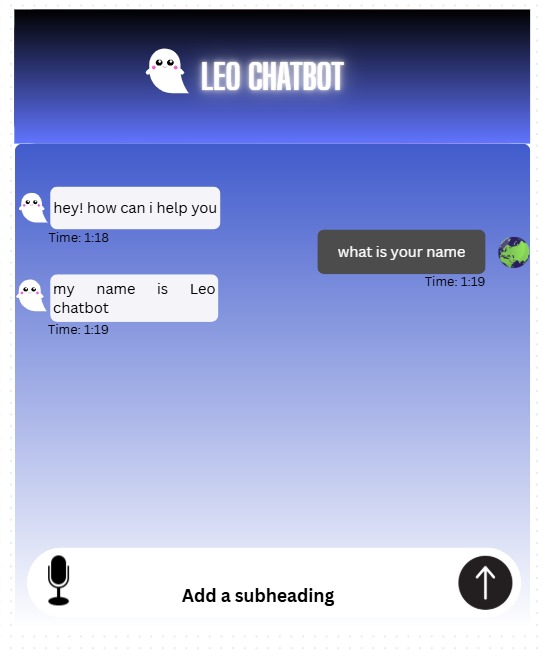 LEO CHATBOT
hey! how can i help you
Time: 1:18
what is your name
Time: 1:19
my name is Leo
chatbot
Time: 1:19
Add a subheading